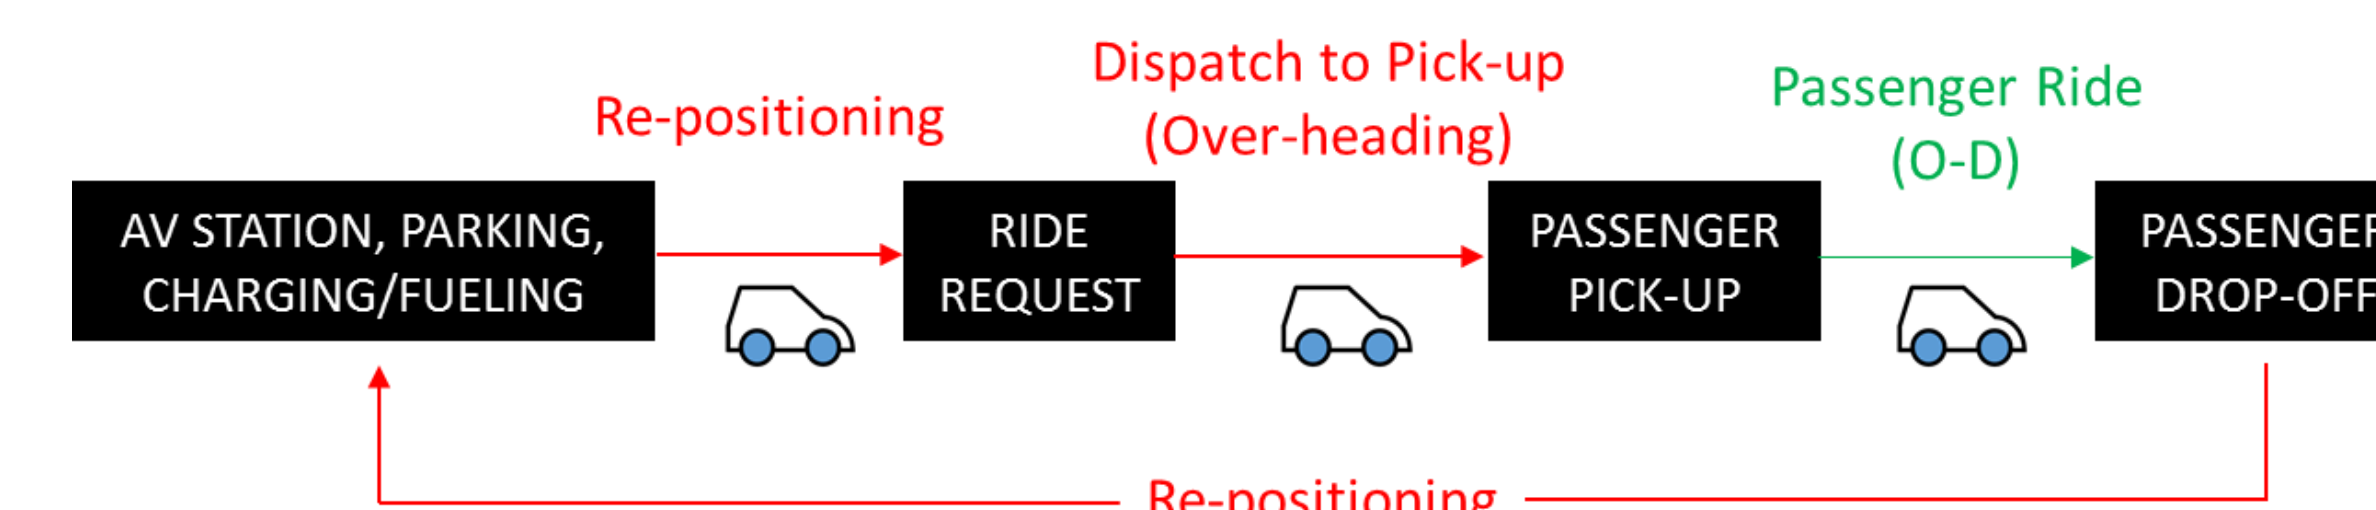 Dispatch to Pick-up
(Over-heading)
Re-positioning
Passenger Ride
(O-D)
AV STATION, PARKING,
CHARGING/FUELING
RIDE
REQUEST
PASSENGER
PICK-UP
PASSENGER
DROP-OFF
Re-positioning